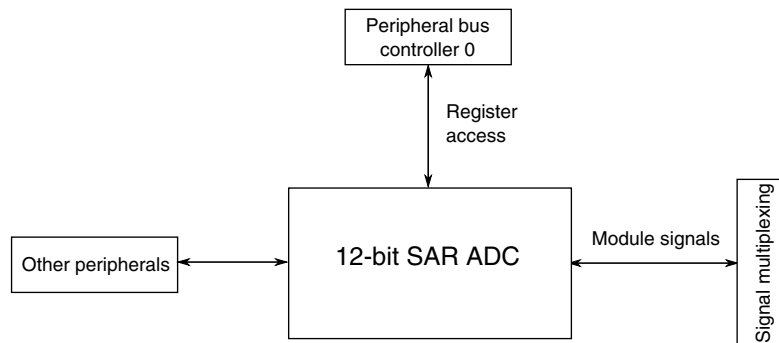 Peripheral bus
controller 0
Register
access
12-bit SAR ADC
Other peripherals
Module signals
Signal multiplexing